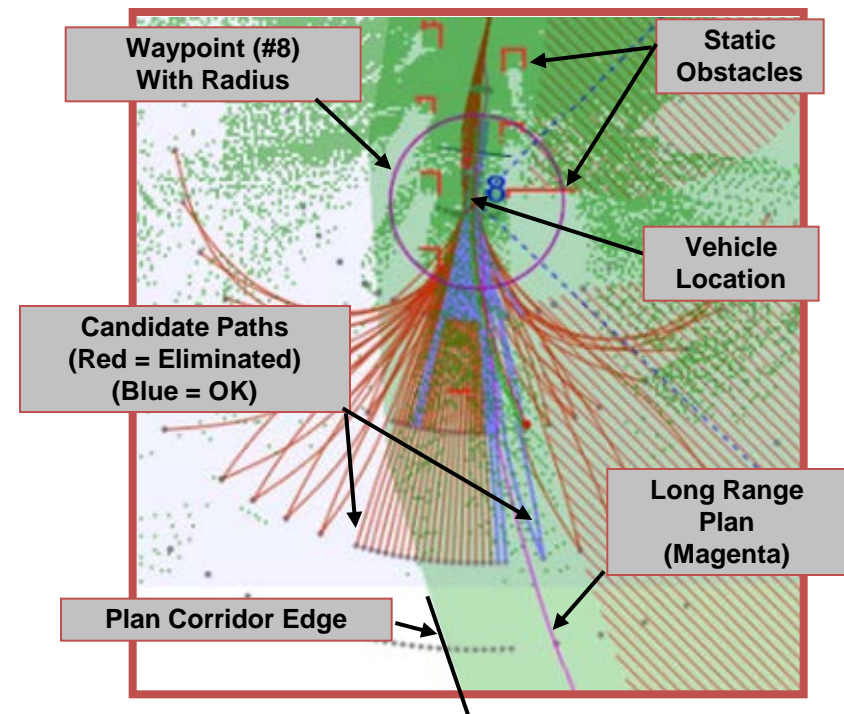 Waypoint (#8)
With Radius
Static
Obstacles
8
Vehicle
Location
Candidate Paths
(Red = Eliminated)
(Blue = OK)
Long Range
Plan
(Magenta)
Plan Corridor Edge